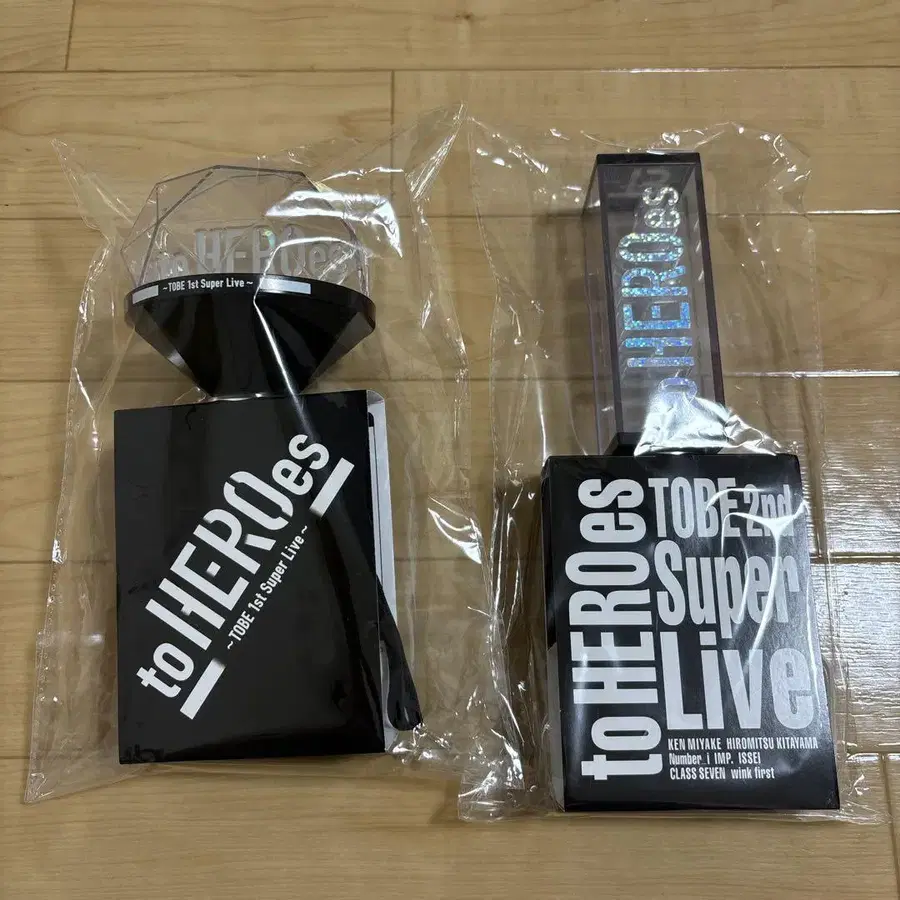 to HEROes
~TOBE 1st Super Live~
to HEROes
~ TOBE 1st Super Live ~
to HEROes
to HEROes
TOBE 2nd
Super
Live
KEN MIYAKE HIROMITSU KITAYAMA
Number_i IMP. ISSEI
CLASS SEVEN wink first